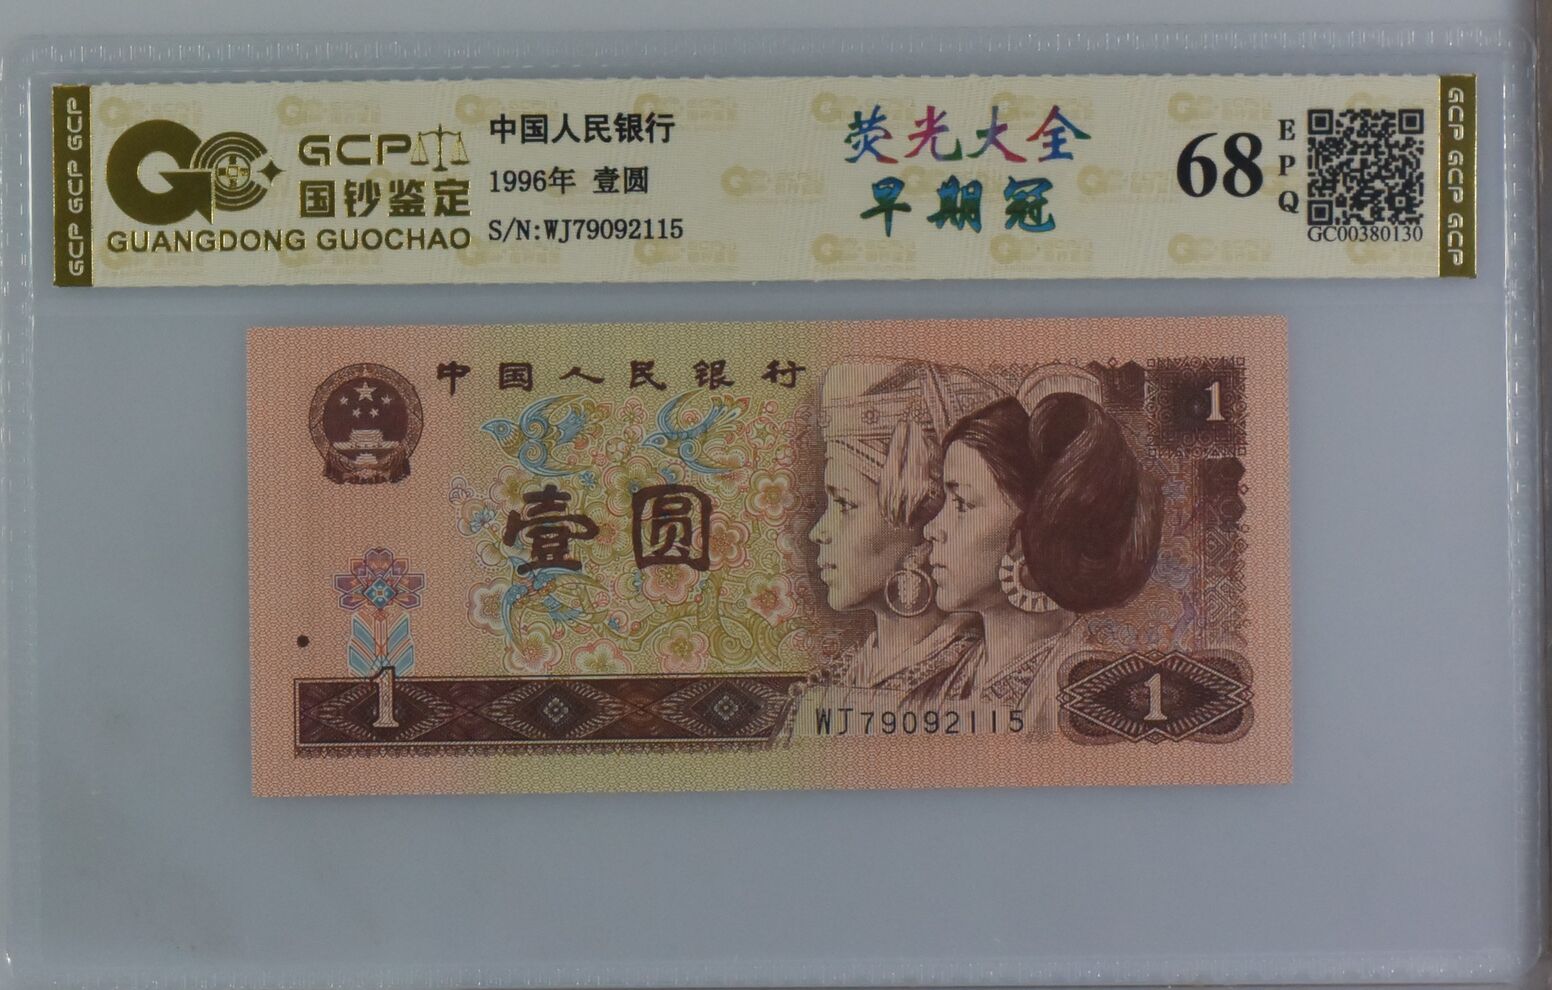 GCP GCP GCP
GCP
国钞鉴定
GUANGDONG GUOCHAO
中国人民银行
1996年 壹圆
S/N:WJ79092115
荧光大全
早期冠
68
EPQ
GC00380130
GCP GCP GCP
中国人民银行
1
壹圆
1
WJ79092115
1